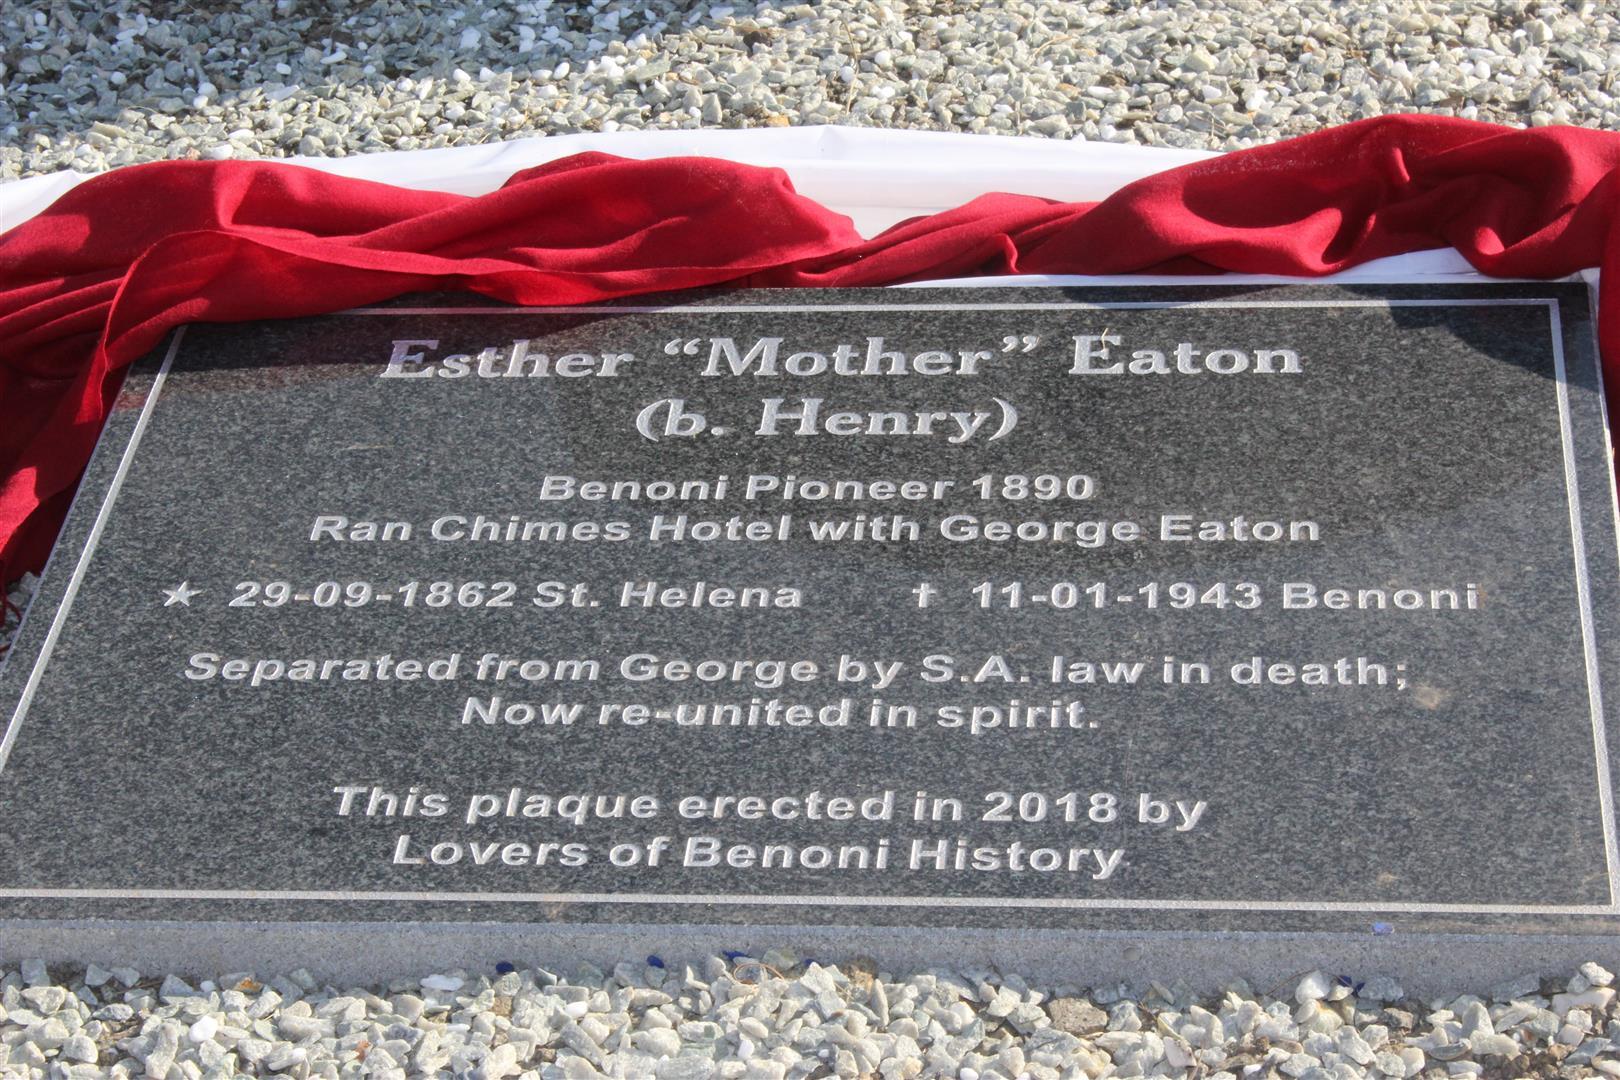 Esther “Mother” Eaton
(b. Henry)
Benoni Pioneer 1890
Ran Chimes Hotel with George Eaton
★ 29-09-1862 St. Helena ✝ 11-01-1943 Benoni
Separated from George by S.A. law in death;
Now re-united in spirit.
This plaque erected in 2018 by
Lovers of Benoni History